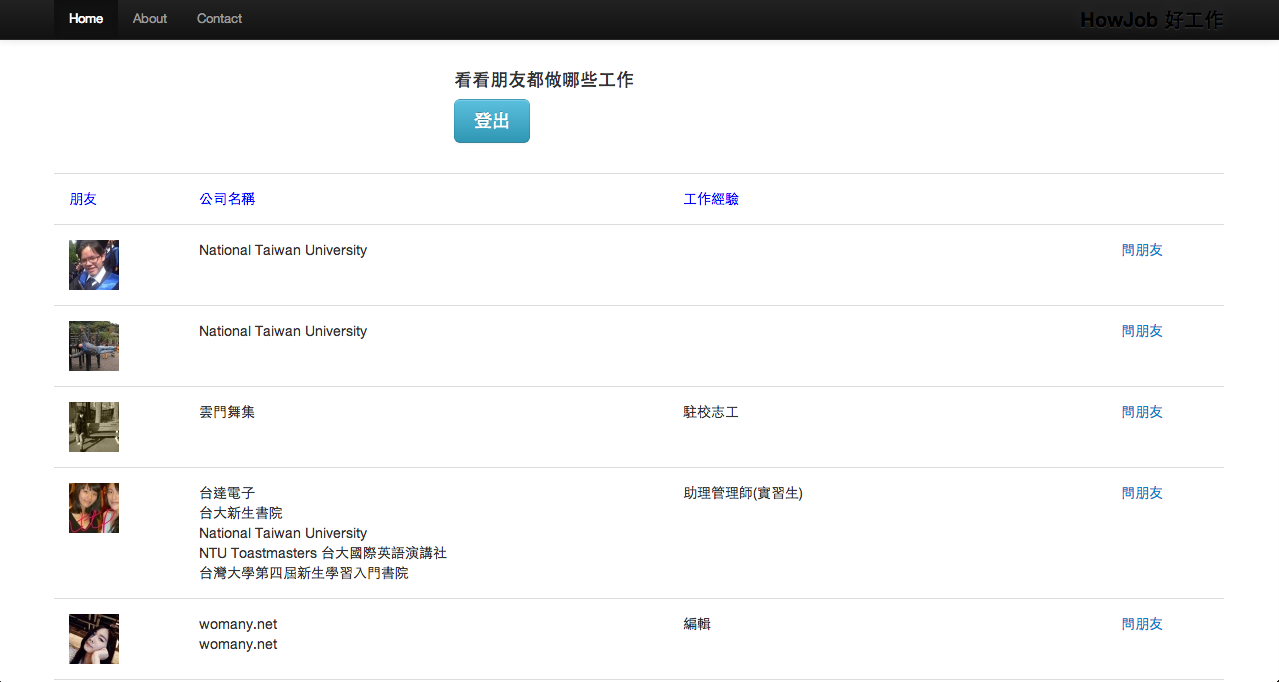 Home About Contact HowJob 好工作
看看朋友都做哪些工作
登出
朋友 公司名稱 工作經驗
National Taiwan University 問朋友
National Taiwan University 問朋友
雲門舞集 駐校志工 問朋友
台達電子 助理管理師(實習生) 問朋友
台大新生書院
National Taiwan University
NTU Toastmasters 台大國際英語演講社
台灣大學第四屆新生學習入門書院
womany.net 編輯 問朋友
womany.net